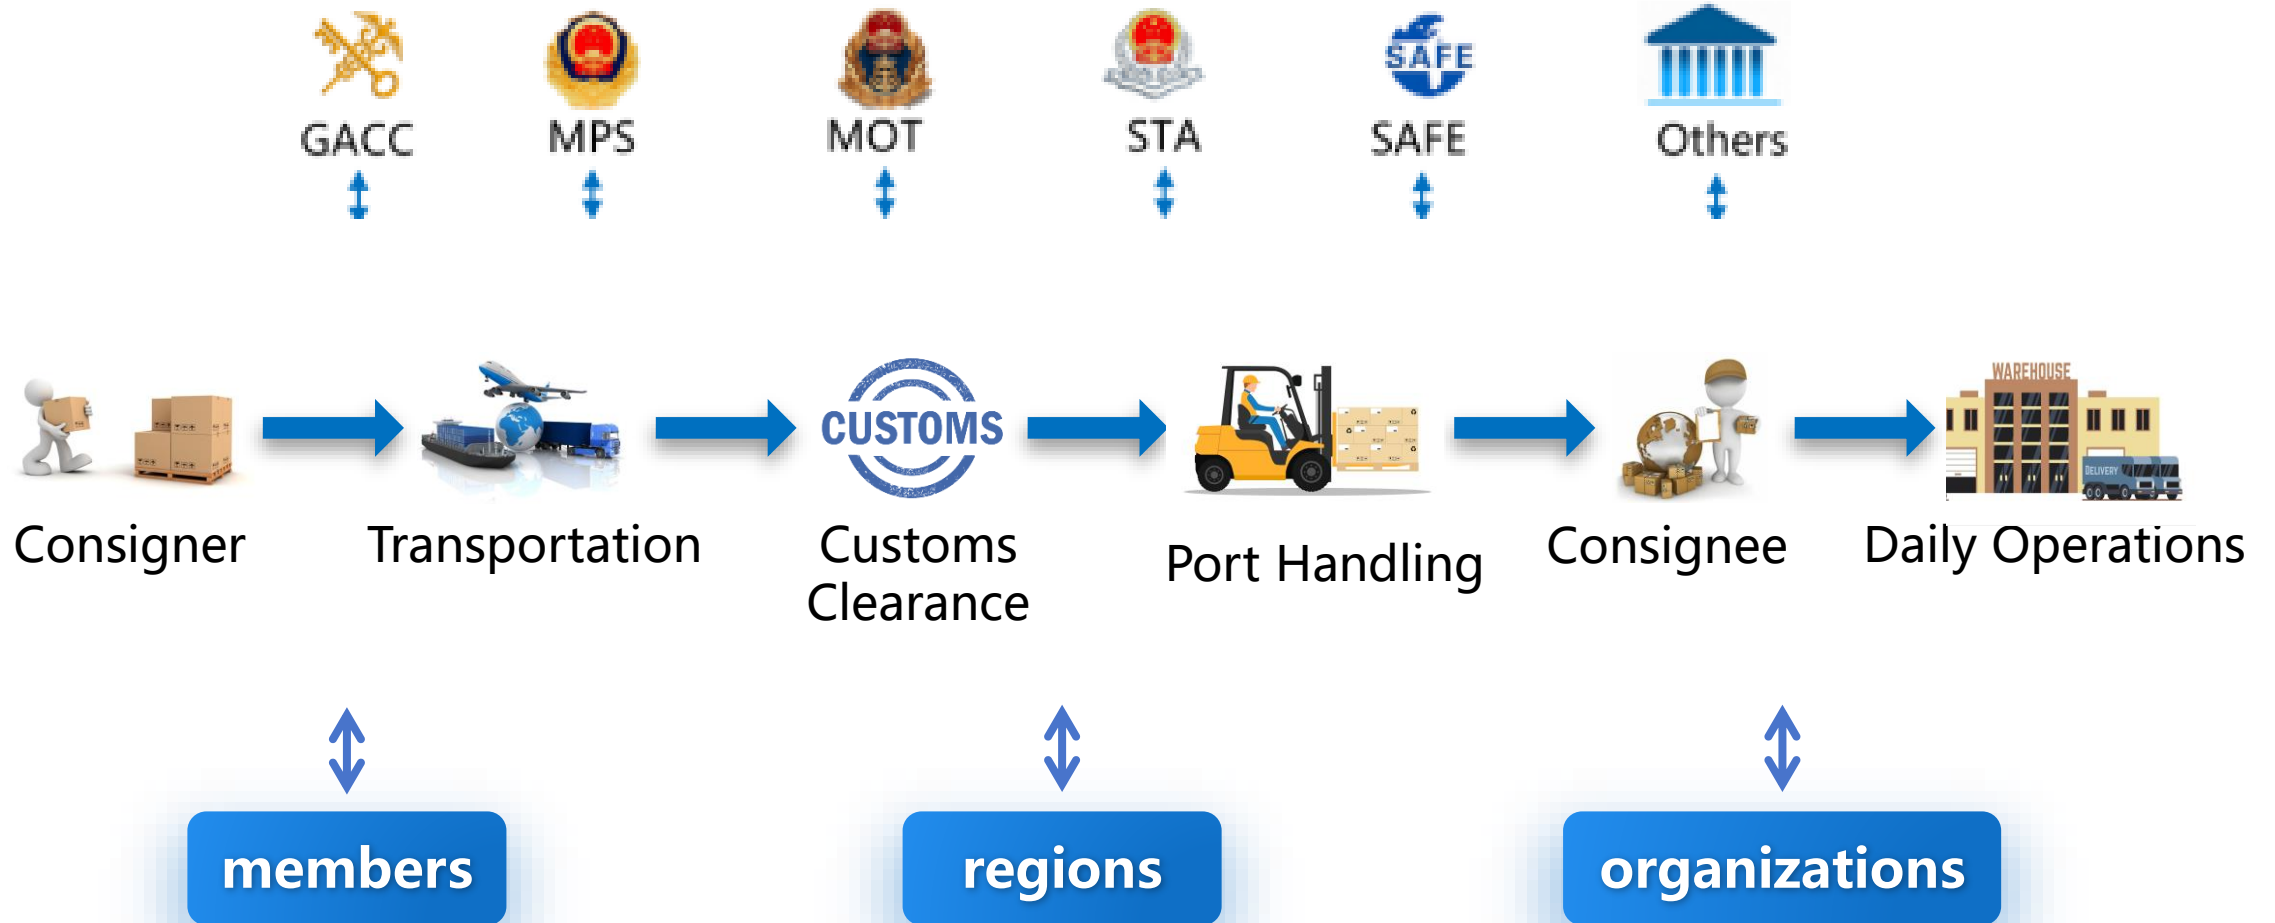 SAFE
GACC
MPS
MOT
STA
SAFE
Others
CUSTOMS
WAREHOUSE
DELIVERY
Consigner
Transportation
Customs
Clearance
Port Handling
Consignee
Daily Operations
members
regions
organizations